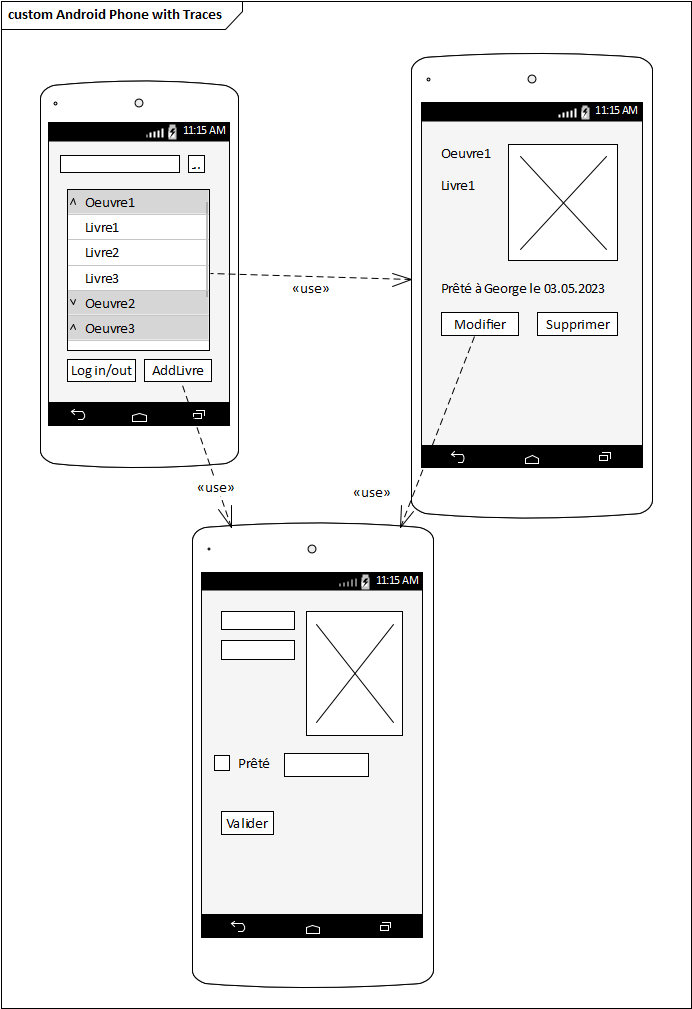 custom Android Phone with Traces
11:15 AM
...
Oeuvre1
Livre1
Livre2
Livre3
Oeuvre2
Oeuvre3
Log in/out
AddLivre
«use»
11:15 AM
Oeuvre1
Livre1
Prêté à George le 03.05.2023
Modifier
Supprimer
«use»
«use»
11:15 AM
Prêté
Valider